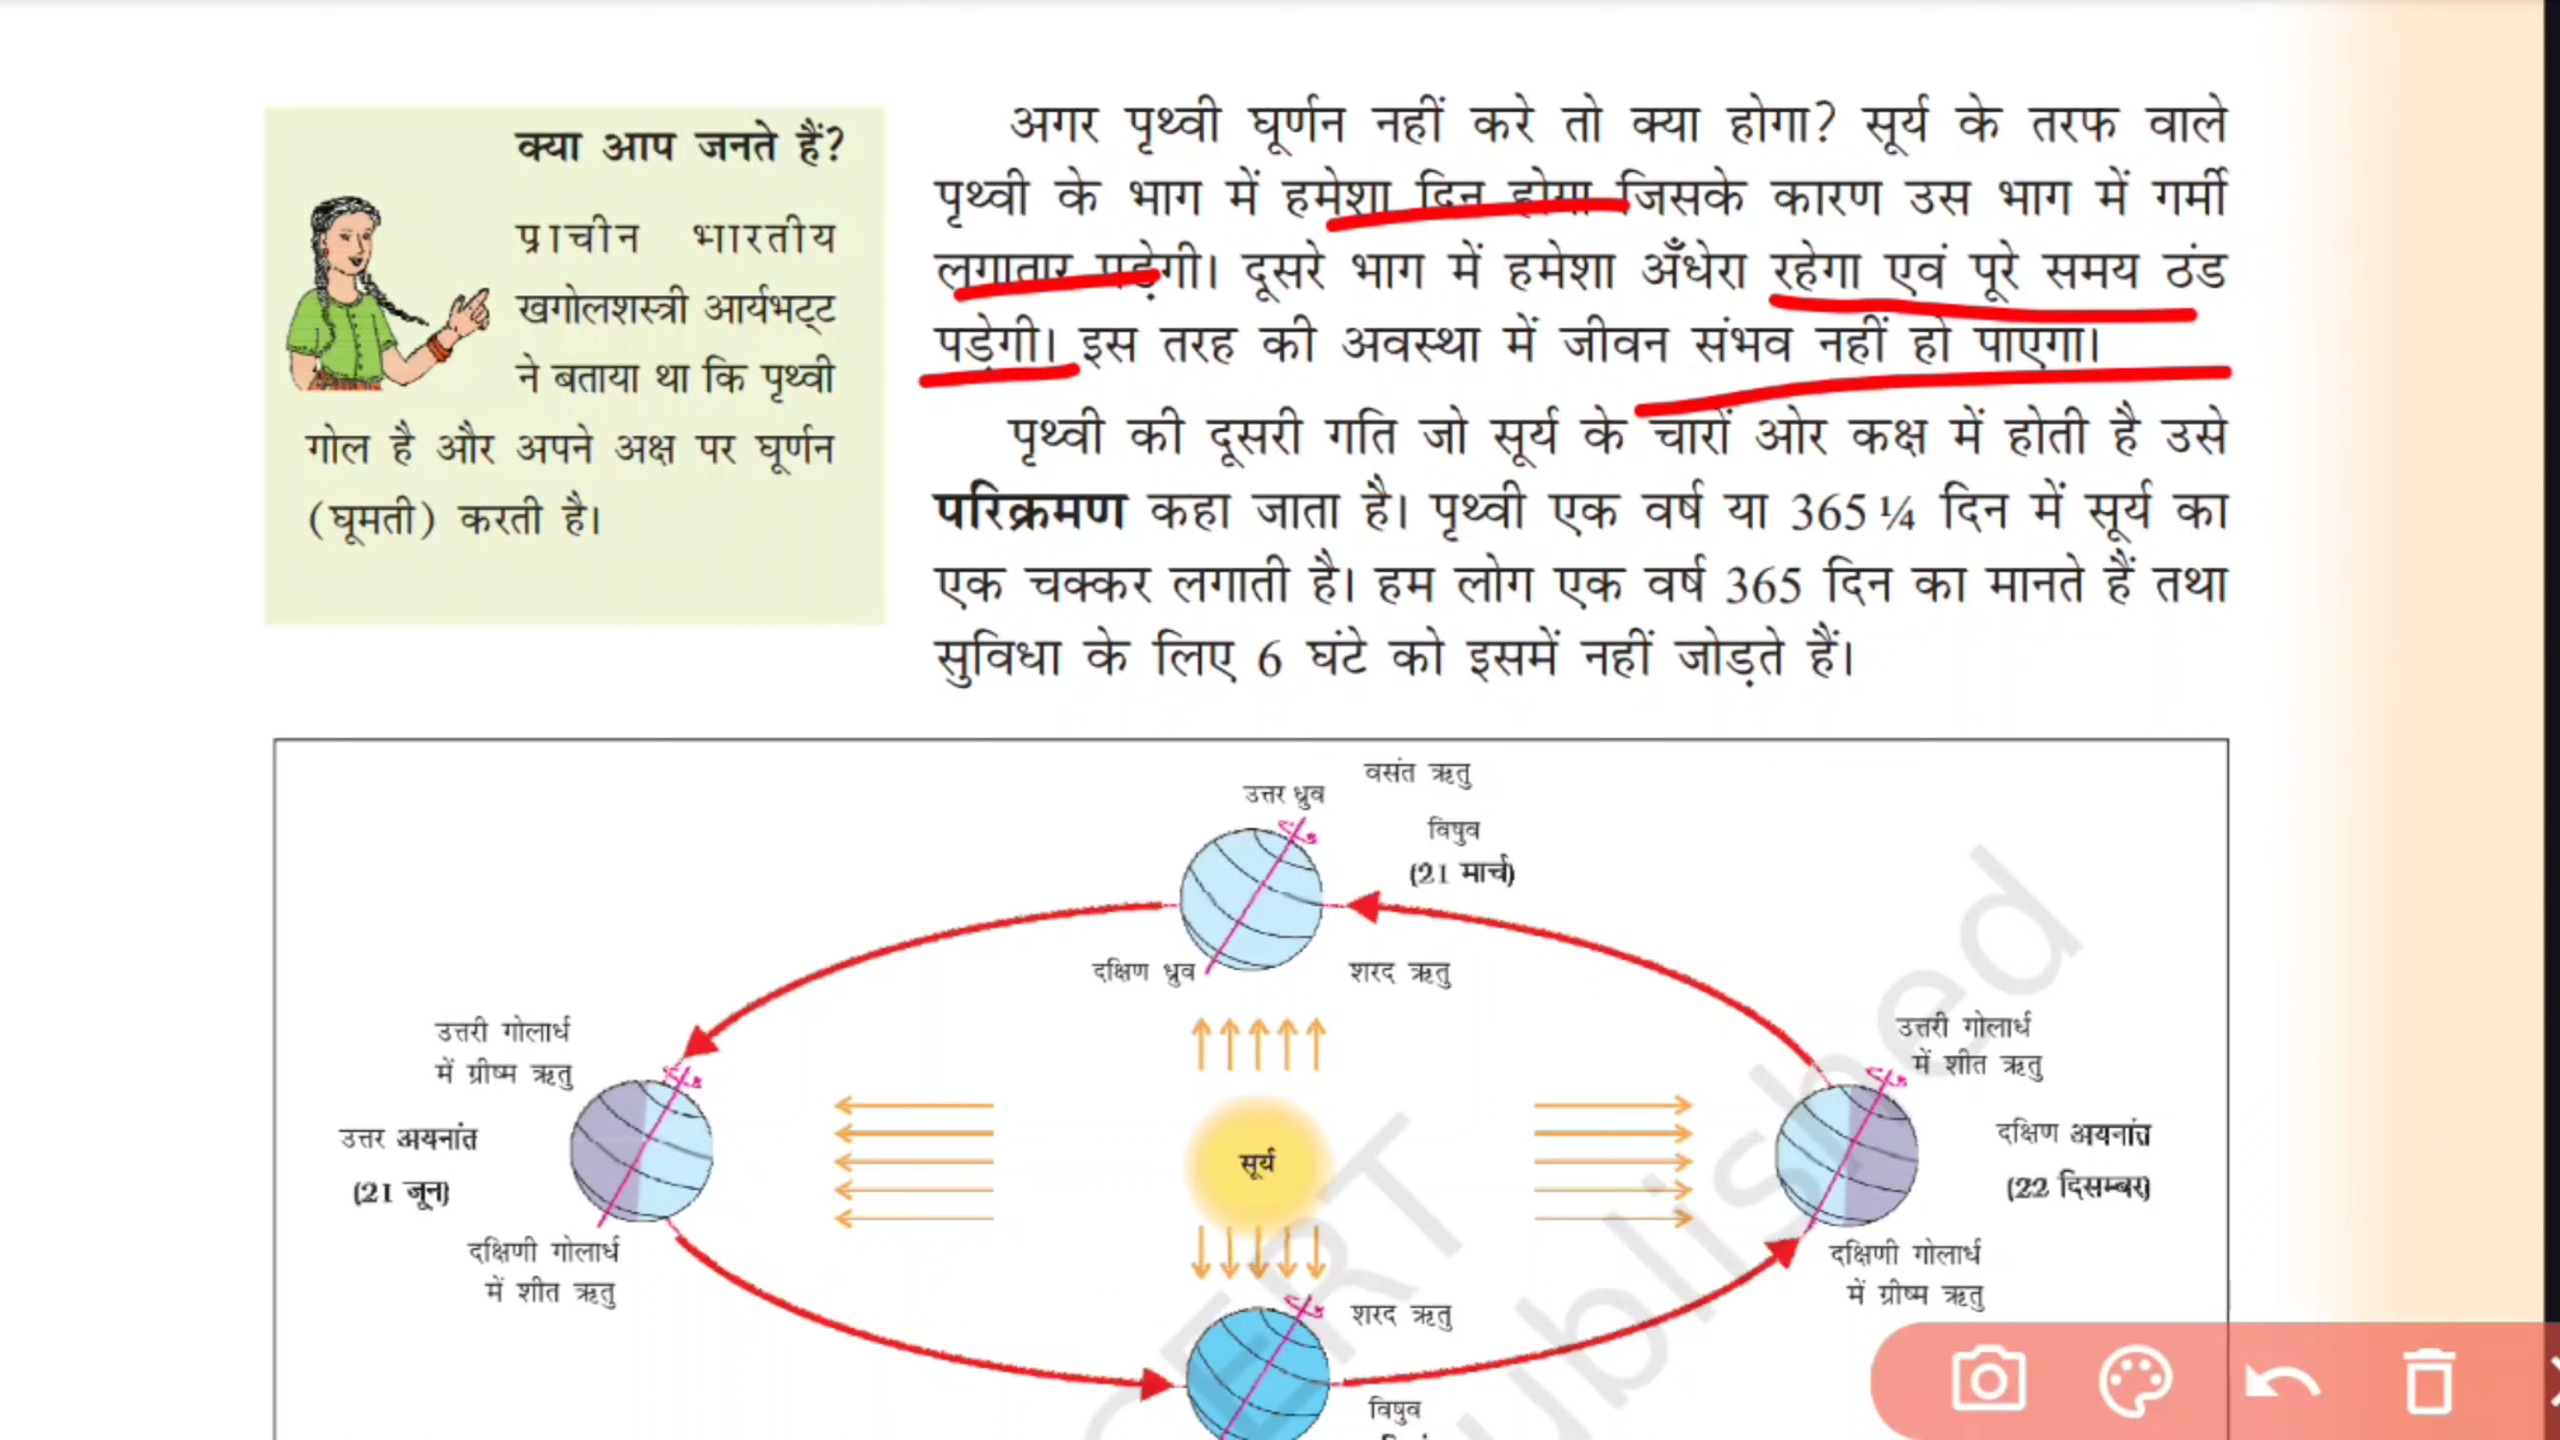 क्या आप जनते हैं?
प्राचीन भारतीय
खगोलशस्त्री आर्यभट्ट
ने बताया था कि पृथ्वी
गोल है और अपने अक्ष पर घूर्णन
(घूमती) करती है।
अगर पृथ्वी घूर्णन नहीं करे तो क्या होगा? सूर्य के तरफ वाले
पृथ्वी के भाग में हमेशा दिन होगा जिसके कारण उस भाग में गर्मी
लगातार पड़ेगी। दूसरे भाग में हमेशा अँधेरा रहेगा एवं पूरे समय ठंड
पड़ेगी। इस तरह की अवस्था में जीवन संभव नहीं हो पाएगा।
पृथ्वी की दूसरी गति जो सूर्य के चारों ओर कक्ष में होती है उसे
परिक्रमण कहा जाता है। पृथ्वी एक वर्ष या 365 ¼ दिन में सूर्य का
एक चक्कर लगाती है। हम लोग एक वर्ष 365 दिन का मानते हैं तथा
सुविधा के लिए 6 घंटे को इसमें नहीं जोड़ते हैं।
वसंत ऋतु
उत्तर ध्रुव
विषुव
(21 मार्च)
दक्षिण ध्रुव
शरद ऋतु
उत्तरी गोलार्ध
में ग्रीष्म ऋतु
उत्तर अयनांत
(21 जून)
दक्षिणी गोलार्ध
में शीत ऋतु
सूर्य
उत्तरी गोलार्ध
में शीत ऋतु
दक्षिण अयनांत
(22 दिसम्बर)
दक्षिणी गोलार्ध
में ग्रीष्म ऋतु
शरद ऋतु
विषुव